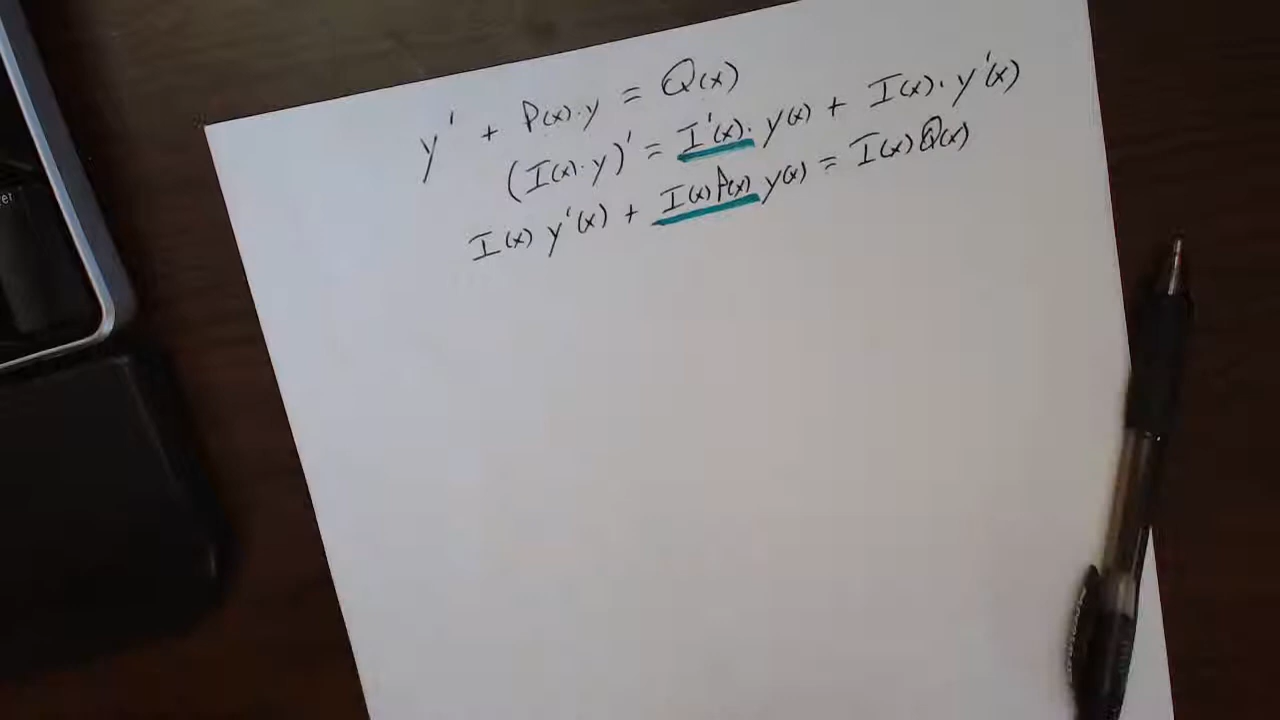 y' + P(x)·y = Q(x)
(I(x)·y)' = I'(x)· y(x) + I(x)· y'(x)
I(x) y'(x) + I(x) P(x) y(x) = I(x) Q(x)